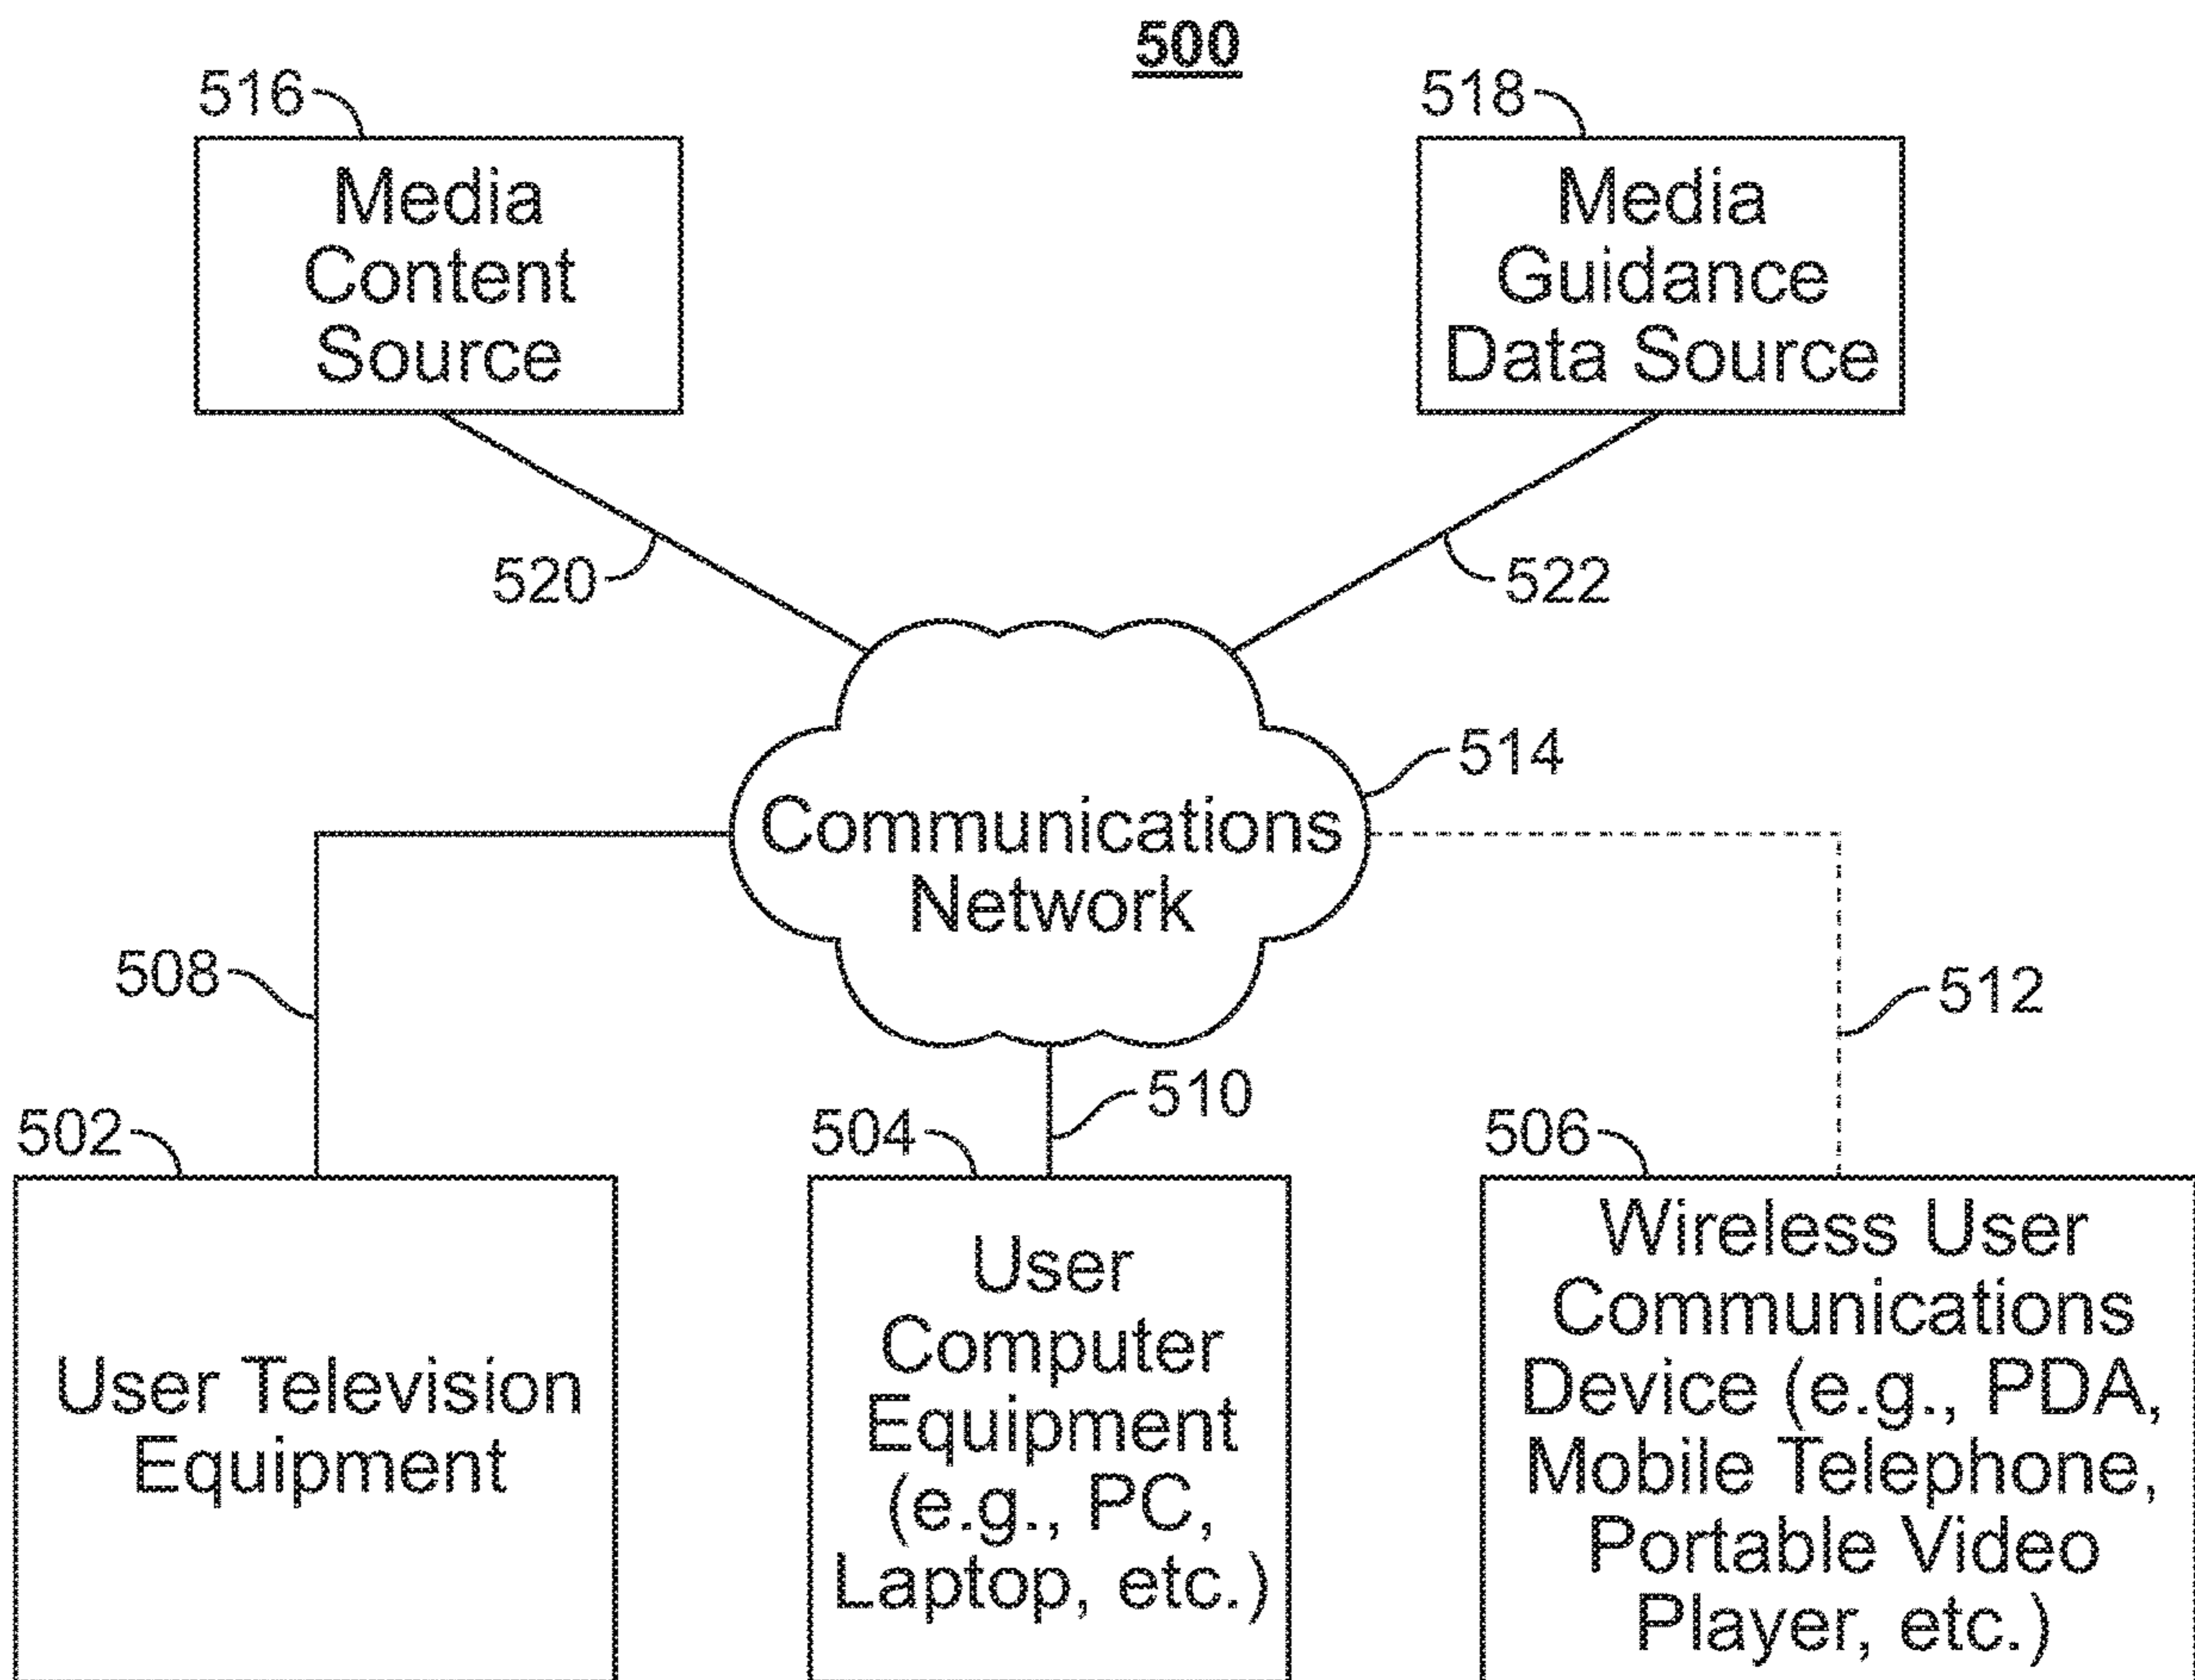 500
516
518
Media
Content
Source
Media
Guidance
Data Source
520
522
514
Communications
Network
508
512
510
502
504
506
User Television
Equipment
User
Computer
Equipment
(e.g., PC,
Laptop, etc.)
Wireless User
Communications
Device (e.g., PDA,
Mobile Telephone,
Portable Video
Player, etc.)